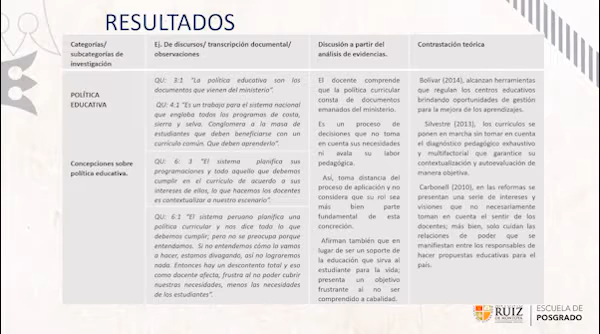 RESULTADOS
Categorías/
subcategorías de
investigación
Ej. De discursos/ transcripción documental/
observaciones
Discusión a partir del
análisis de evidencias.
Contrastación teórica
POLÍTICA
EDUCATIVA
Concepciones sobre
política educativa.
QU: 3:1 "La política educativa son los
documentos que vienen del ministerio".
QU: 4:1 "Es un trabajo para el sistema nacional
que engloba todas las programas de costa,
sierra y selva. Conglomera a la masa de
estudiantes que deben beneficiarse con un
currículo común. Que deben aprenderlo".
QU: 6: 3 "El sistema planifica sus
programaciones y todo aquello que debemos
cumplir en el currículo de acuerdo a sus
intereses de ellos, lo que hacemos los docentes
es contextualizar a nuestro escenario".
QU: 6:1 "El sistema peruano planifica una
política curricular y nos dice todo lo que
debemos cumplir; pero no se preocupa porque
entendamos. Si no entendemos cómo lo vamos
a hacer, estamos divagando, así no lograremos
nada. Entonces hay un descontento total y eso
como docente afecta, frustra al no poder cubrir
nuestras necesidades, menos las necesidades
de los estudiantes".
El docente comprende
que la política curricular
consta de documentos
emanados del ministerio.
Es un proceso de
decisiones que no toma
en cuenta sus necesidades
ni avala su labor
pedagógica.
Así, toma distancia del
proceso de aplicación y no
considera que su rol sea
más bien parte
fundamental de esta
concreción.
Afirman también que en
lugar de ser un soporte de
la educación que sirva al
estudiante para la vida;
presenta un objetivo
frustrante al no ser
comprendido a cabalidad.
Bolívar (2014), alcanzan herramientas
que regulan los centros educativos
brindando oportunidades de gestión
para la mejora de los aprendizajes.
Silvestre (2011), los currículos se
ponen en marcha sin tomar en cuenta
el diagnóstico pedagógico exhaustivo
y multifactorial que garantice su
contextualización y autoevaluación de
manera objetiva.
Carbonell (2010), en las reformas se
presentan una serie de intereses y
visiones que no necesariamente
toman en cuenta el sentir de los
docentes; más bien, solo cuidan las
relaciones de poder que se
manifiestan entre los responsables de
hacer propuestas educativas para el
país.
RUIZ
DE MONTOYA
ESCUELA DE
POSGRADO